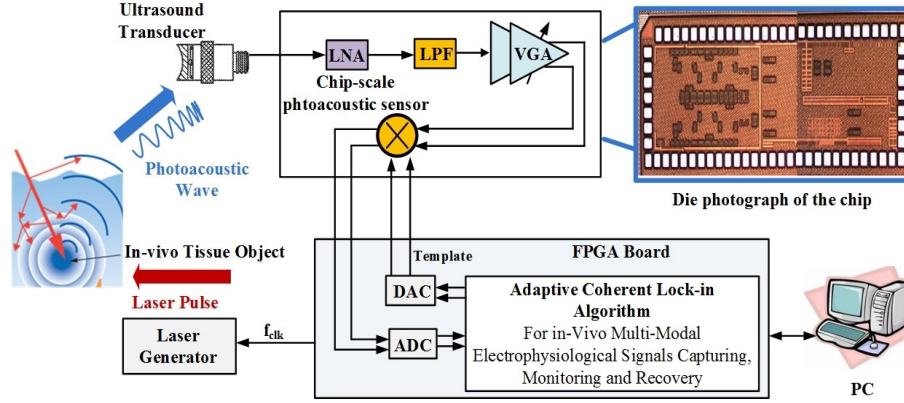 Ultrasound
Transducer
LNA
LPF
VGA
Chip-scale
phtoacoustic sensor
Photoacoustic
Wave
Die photograph of the chip
In-vivo Tissue Object
Laser Pulse
Laser
Generator
fclk
Template
FPGA Board
DAC
ADC
Adaptive Coherent Lock-in
Algorithm
For in-Vivo Multi-Modal
Electrophysiological Signals Capturing,
Monitoring and Recovery
PC